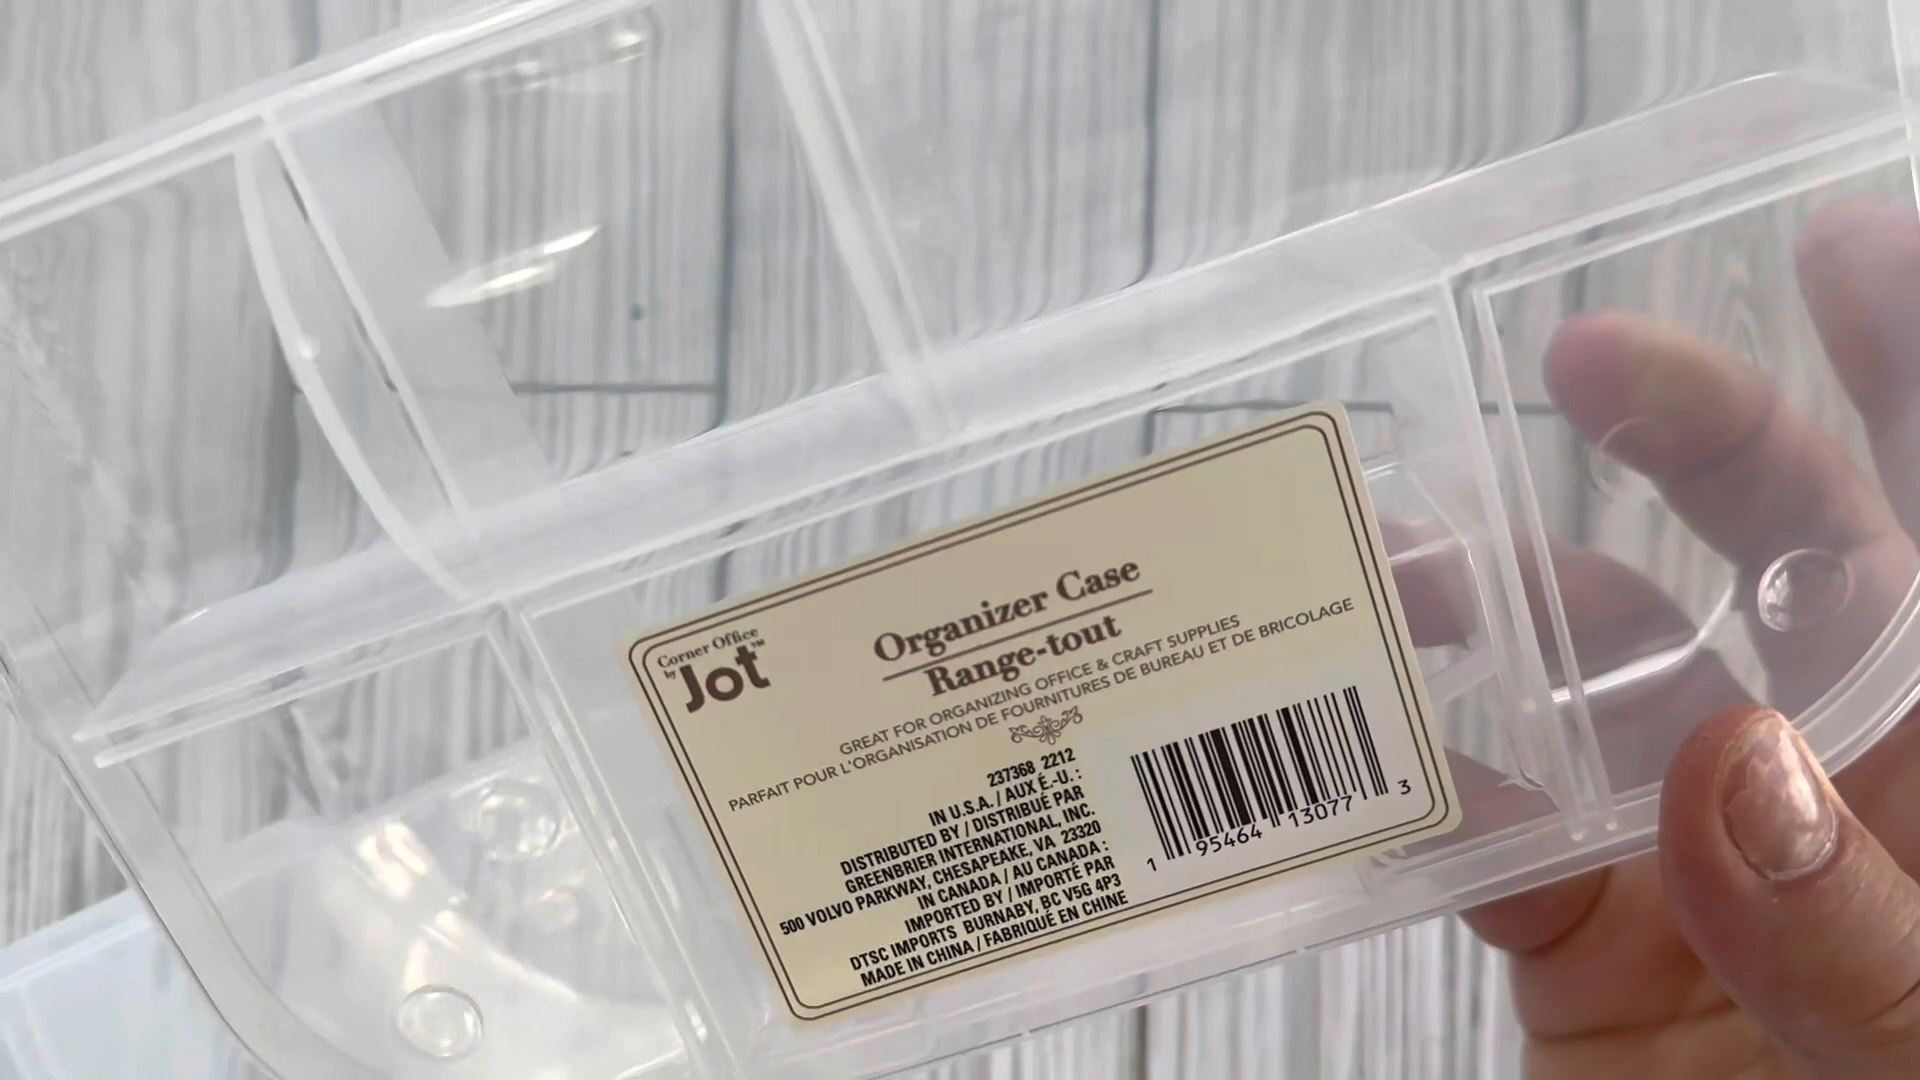 Corner Office
by Jot™
Organizer Case
Range-tout
GREAT FOR ORGANIZING OFFICE & CRAFT SUPPLIES
PARFAIT POUR L'ORGANISATION DE FOURNITURES DE BUREAU ET DE BRICOLAGE
237368 2212
IN U.S.A. / AUX É.-U. :
DISTRIBUTED BY / DISTRIBUÉ PAR
GREENBRIER INTERNATIONAL, INC.
500 VOLVO PARKWAY, CHESAPEAKE, VA 23320
IN CANADA / AU CANADA :
IMPORTED BY / IMPORTÉ PAR
DTSC IMPORTS BURNABY, BC V5G 4P3
MADE IN CHINA / FABRIQUÉ EN CHINE
1 95464 13077 3